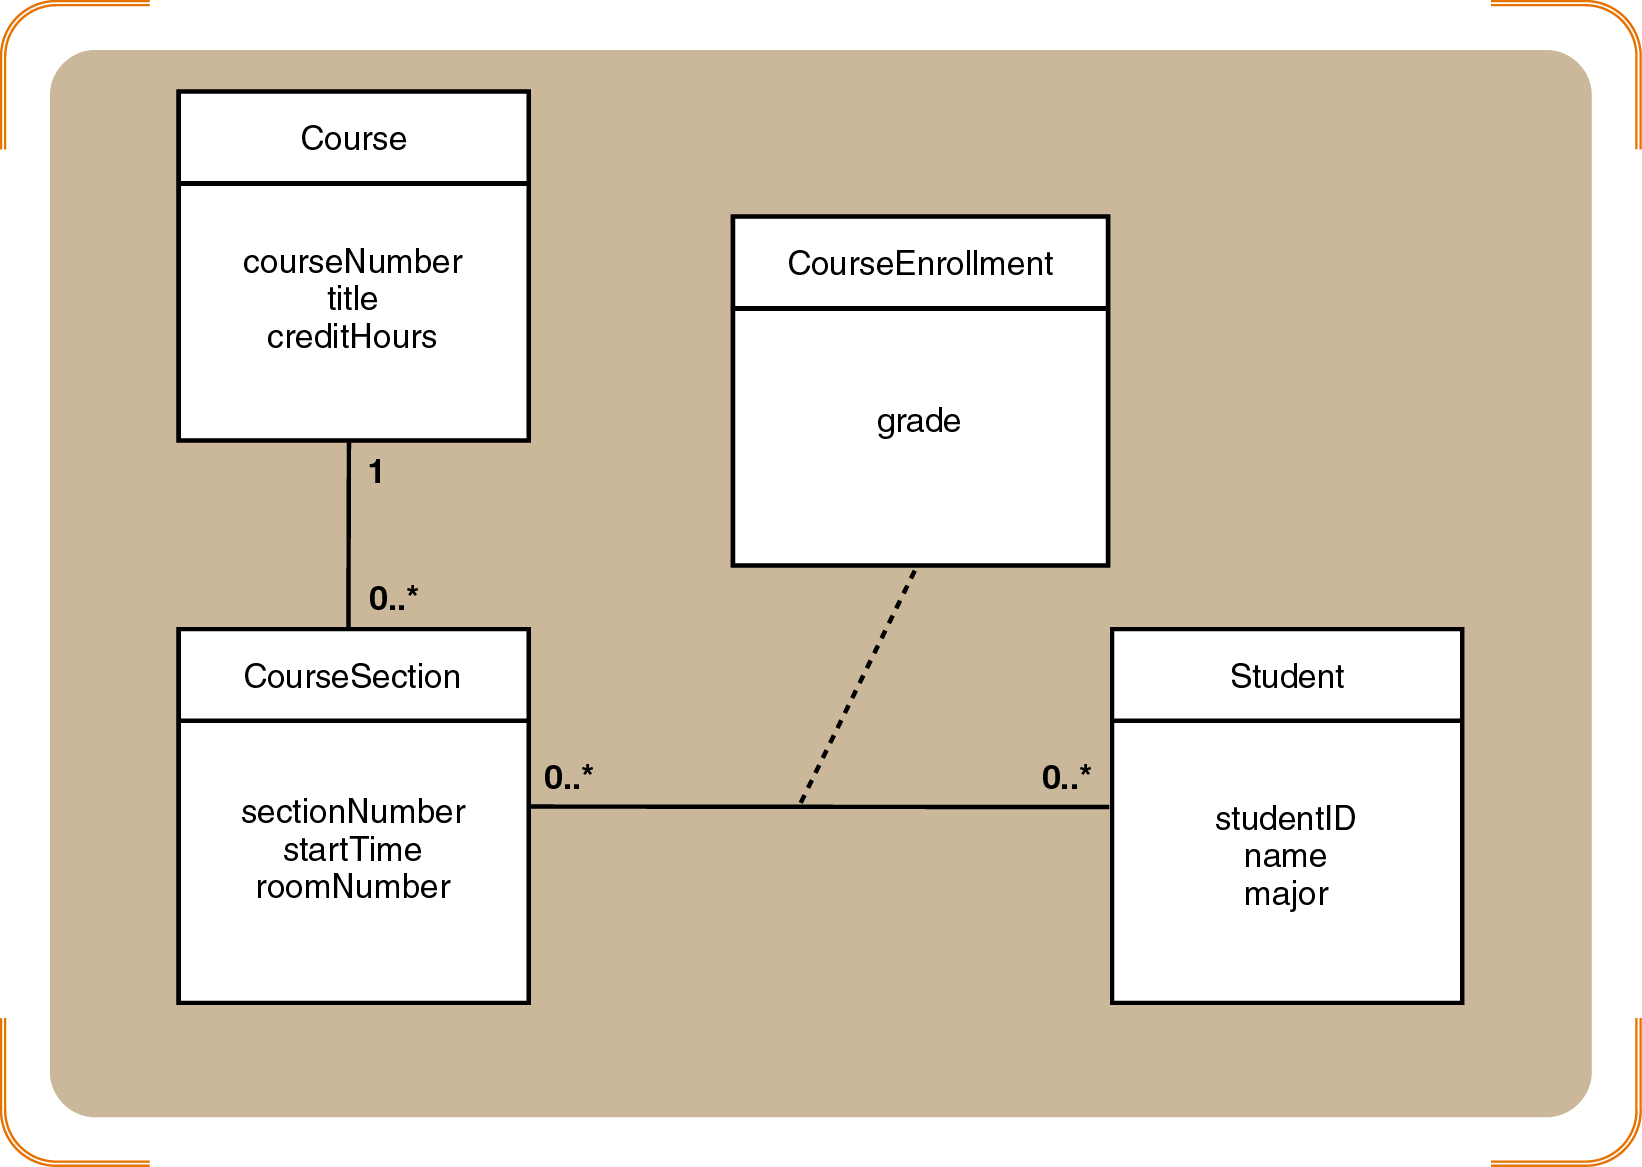 Course
courseNumber
title
creditHours
1
0..*
CourseEnrollment
grade
CourseSection
sectionNumber
startTime
roomNumber
0..*
0..*
Student
studentID
name
major